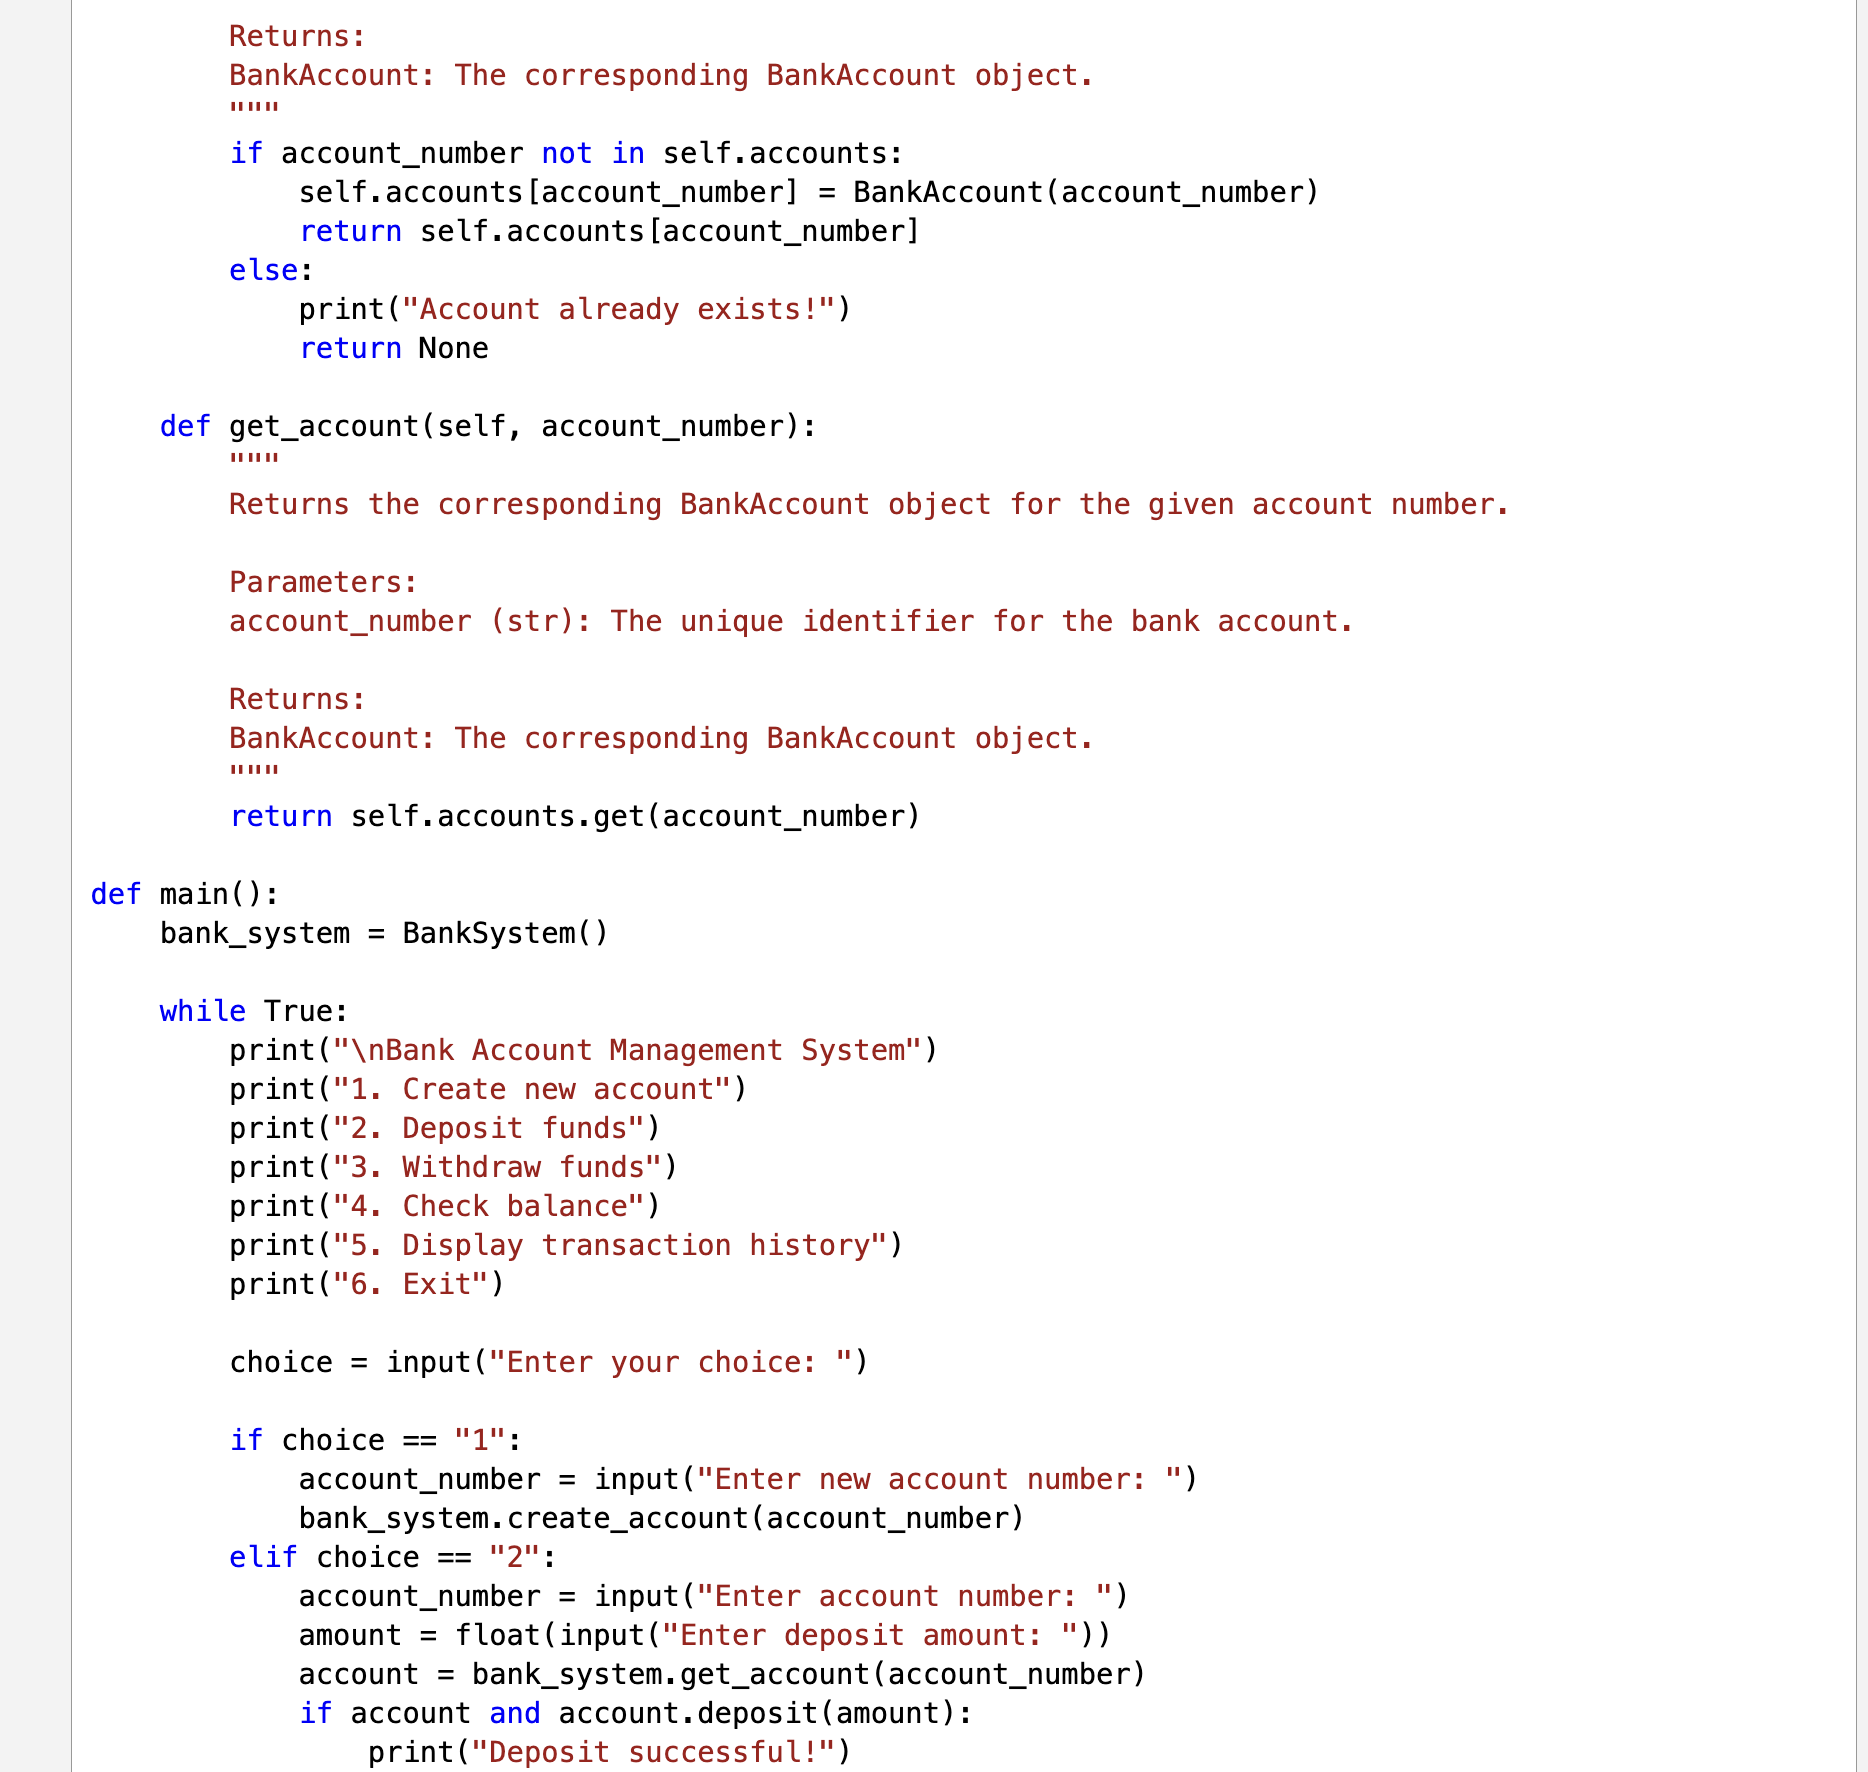 Returns:
        BankAccount: The corresponding BankAccount object.
        """
        if account_number not in self.accounts:
            self.accounts[account_number] = BankAccount(account_number)
            return self.accounts[account_number]
        else:
            print("Account already exists!")
            return None

    def get_account(self, account_number):
        """
        Returns the corresponding BankAccount object for the given account number.

        Parameters:
        account_number (str): The unique identifier for the bank account.

        Returns:
        BankAccount: The corresponding BankAccount object.
        """
        return self.accounts.get(account_number)

def main():
    bank_system = BankSystem()

    while True:
        print("\nBank Account Management System")
        print("1. Create new account")
        print("2. Deposit funds")
        print("3. Withdraw funds")
        print("4. Check balance")
        print("5. Display transaction history")
        print("6. Exit")

        choice = input("Enter your choice: ")

        if choice == "1":
            account_number = input("Enter new account number: ")
            bank_system.create_account(account_number)
        elif choice == "2":
            account_number = input("Enter account number: ")
            amount = float(input("Enter deposit amount: "))
            account = bank_system.get_account(account_number)
            if account and account.deposit(amount):
                print("Deposit successful!")